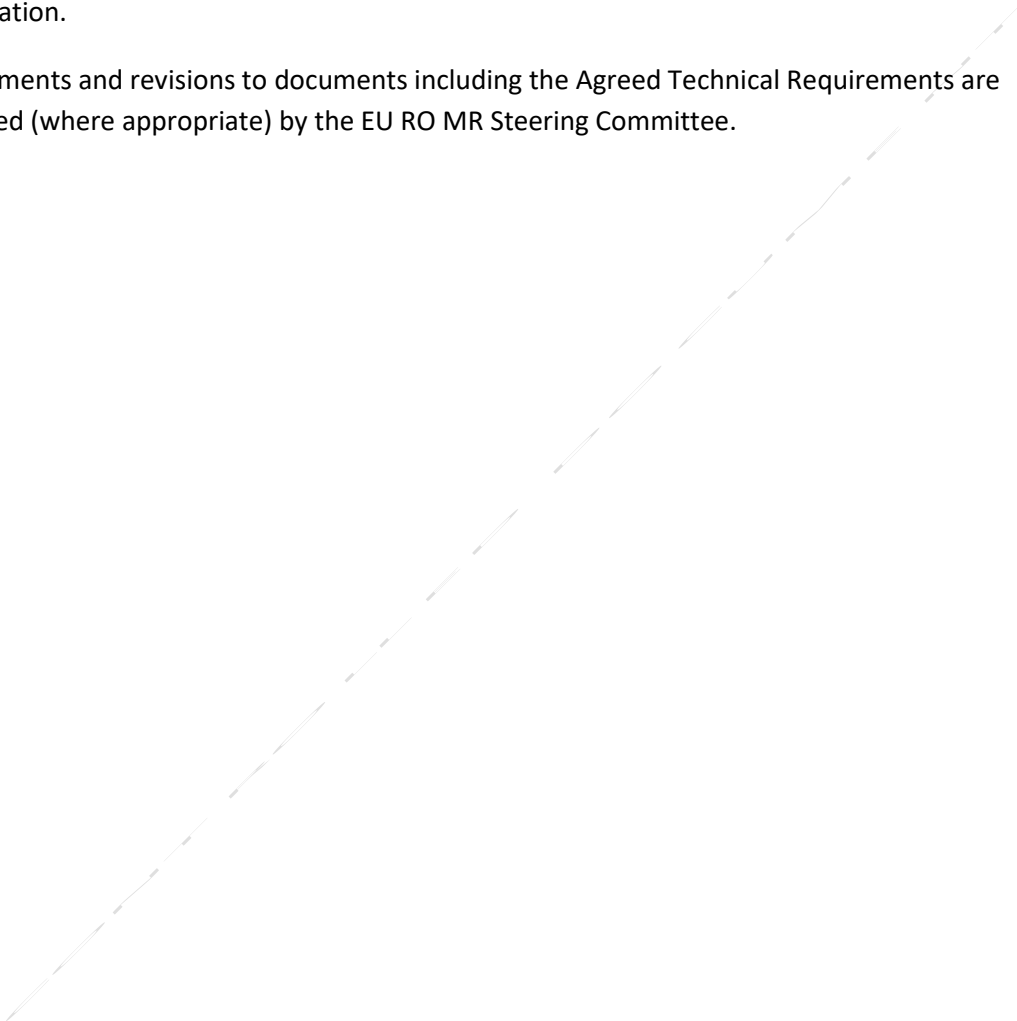 ation.
ments and revisions to documents including the Agreed Technical Requirements are
ed (where appropriate) by the EU RO MR Steering Committee.